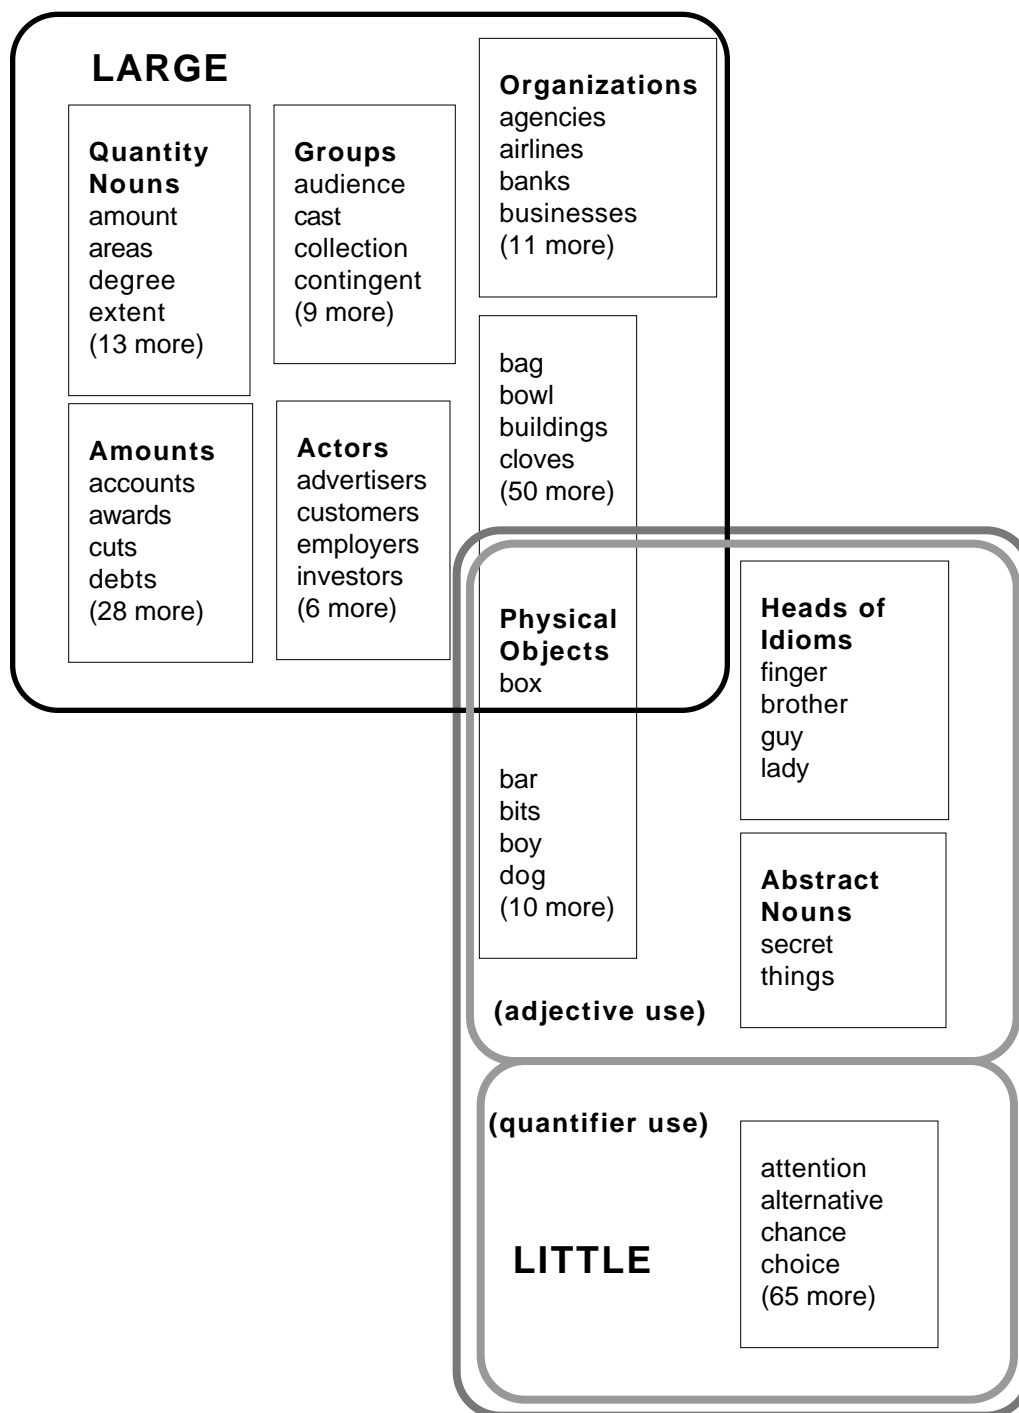 LARGE
Quantity
Nouns
amount
areas
degree
extent
(13 more)
Groups
audience
cast
collection
contingent
(9 more)
Organizations
agencies
airlines
banks
businesses
(11 more)
Amounts
accounts
awards
cuts
debts
(28 more)
Actors
advertisers
customers
employers
investors
(6 more)
bag
bowl
buildings
cloves
(50 more)
Physical
Objects
box
bar
bits
boy
dog
(10 more)
Heads of
Idioms
finger
brother
guy
lady
Abstract
Nouns
secret
things
(adjective use)
(quantifier use)
LITTLE
attention
alternative
chance
choice
(65 more)